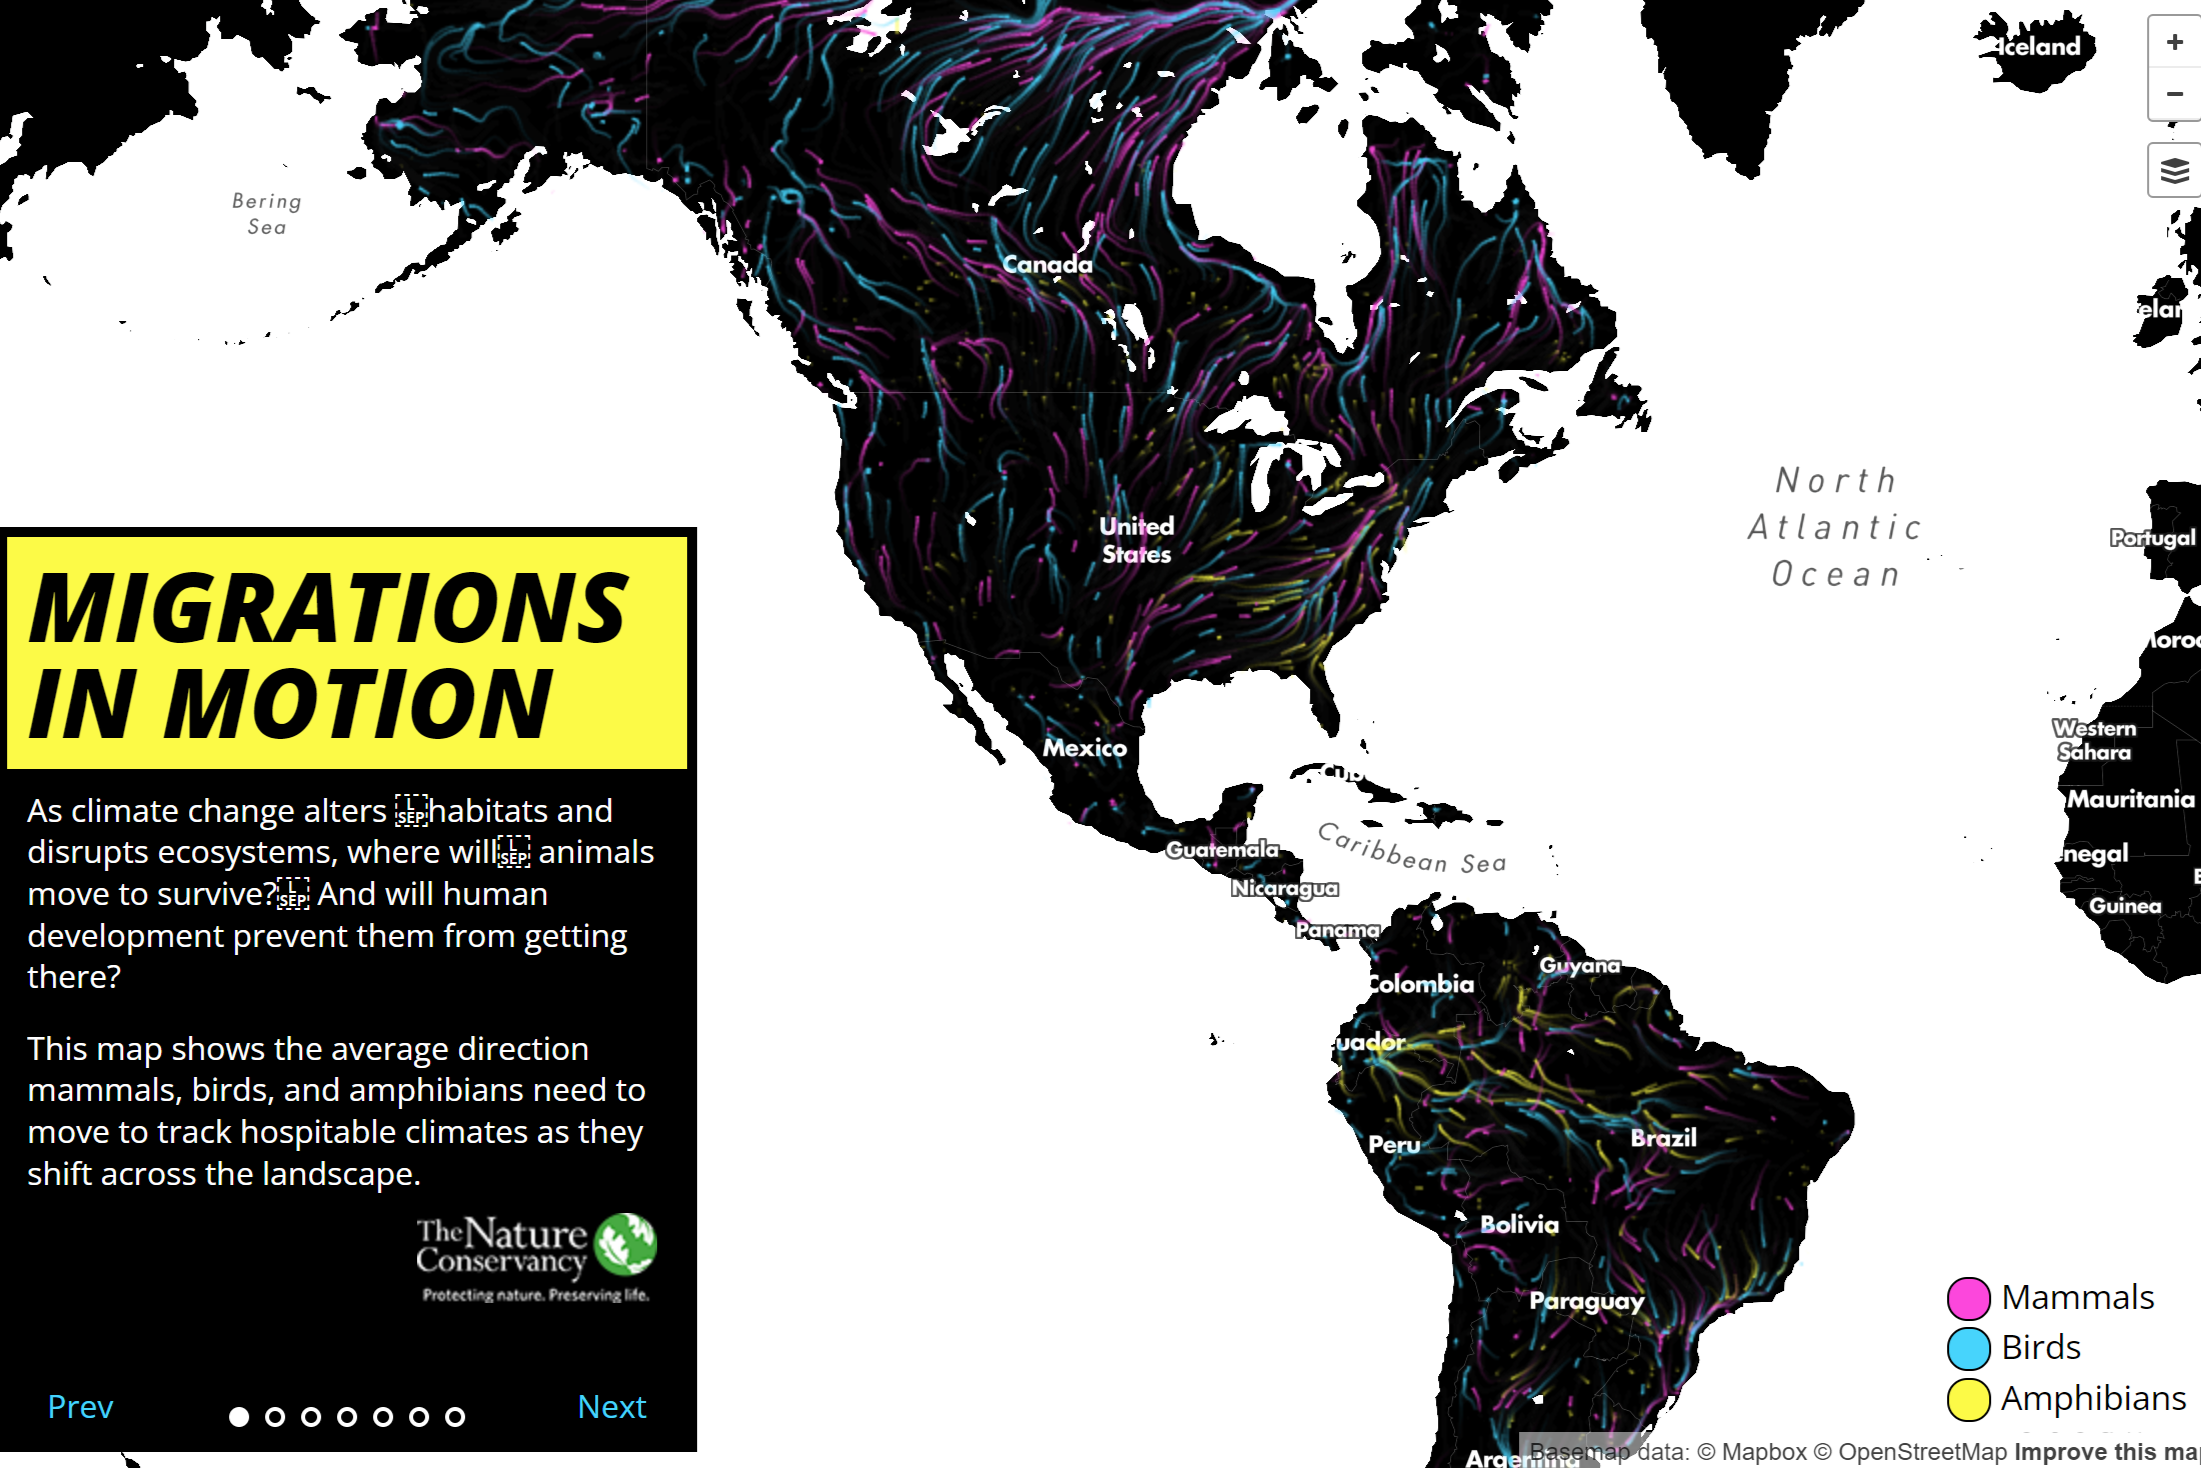 MIGRATIONS
IN MOTION
As climate change alters habitats and
disrupts ecosystems, where will animals
move to survive? And will human
development prevent them from getting
there?
This map shows the average direction
mammals, birds, and amphibians need to
move to track hospitable climates as they
shift across the landscape.
The Nature
Conservancy
Protecting nature. Preserving life.
Prev
Next
Bering
Sea
Canada
United
States
Mexico
Guatemala
Nicaragua
Panama
Caribbean Sea
Cub
Colombia
Guyana
uador
Peru
Brazil
Bolivia
Paraguay
Argentina
North
Atlantic
Ocean
Iceland
elan
Portugal
Moroc
Western
Sahara
Mauritania
negal
Guinea
+
−
Mammals
Birds
Amphibians
Basemap data: © Mapbox © OpenStreetMap Improve this map